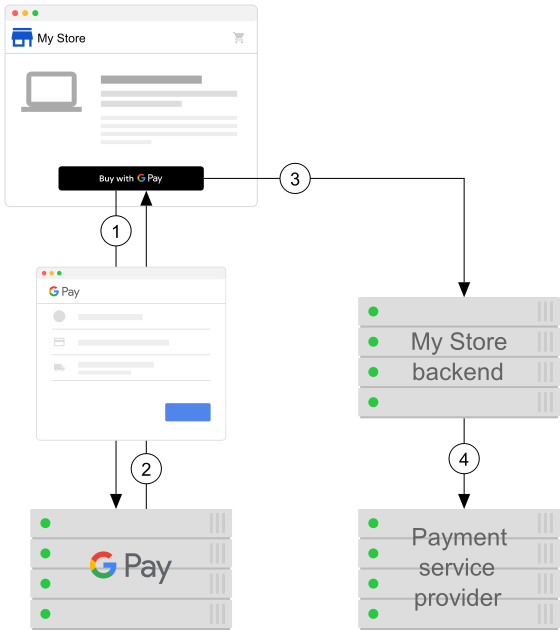 My Store
Buy with G Pay
3
1
G Pay
My Store
backend
2
4
G Pay
Payment
service
provider